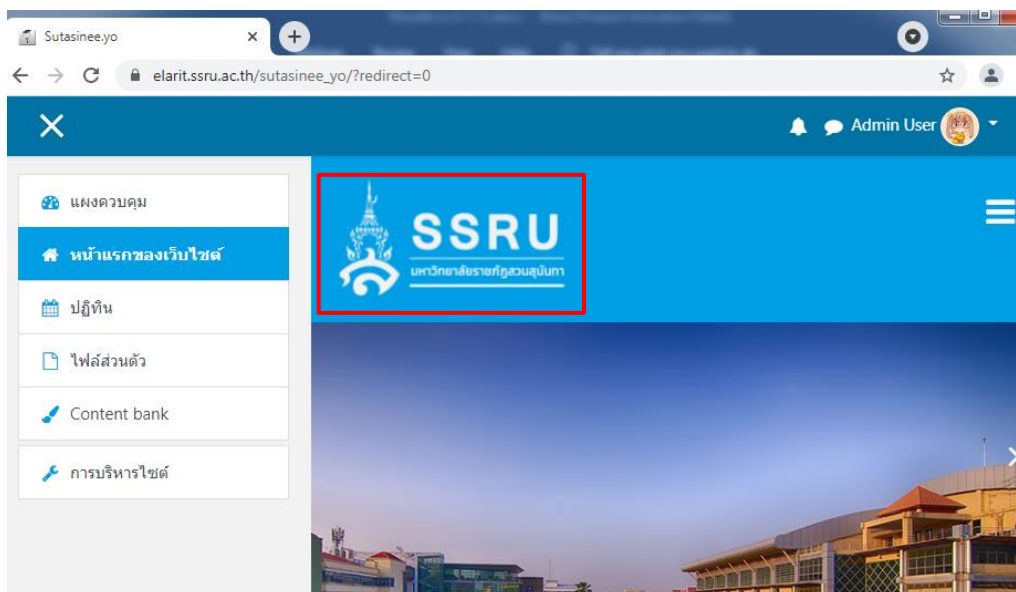 Sutasinee.yo
elarit.ssru.ac.th/sutasinee_yo/?redirect=0
Admin User
แผงควบคุม
หน้าแรกของเว็บไซต์
ปฏิทิน
ไฟล์ส่วนตัว
Content bank
การบริหารไซต์
SSRU
มหาวิทยาลัยราชภัฏสวนสุนันทา